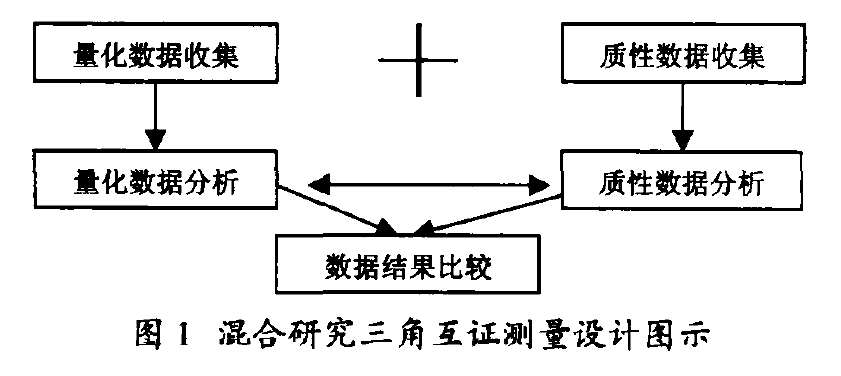 量化数据收集
质性数据收集
量化数据分析
质性数据分析
数据结果比较
图1 混合研究三角互证测量设计图示